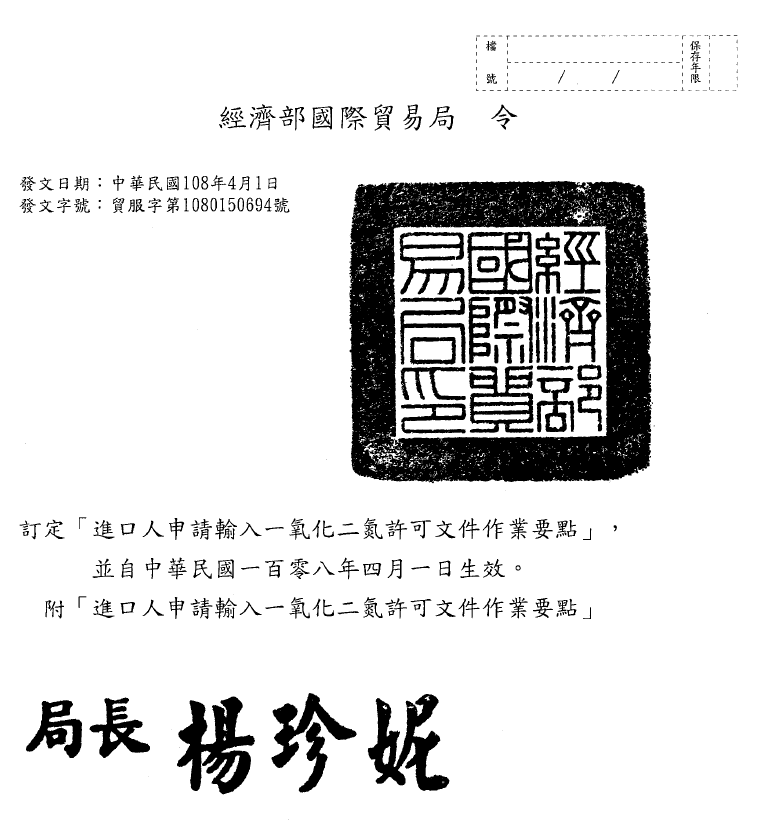 檔 號 / / 保存年限
經濟部國際貿易局 令
發文日期：中華民國108年4月1日
發文字號：貿服字第1080150694號
經濟部
國際貿
易局印
訂定「進口人申請輸入一氧化二氮許可文件作業要點」，
並自中華民國一百零八年四月一日生效。
附「進口人申請輸入一氧化二氮許可文件作業要點」
局長 楊珍妮